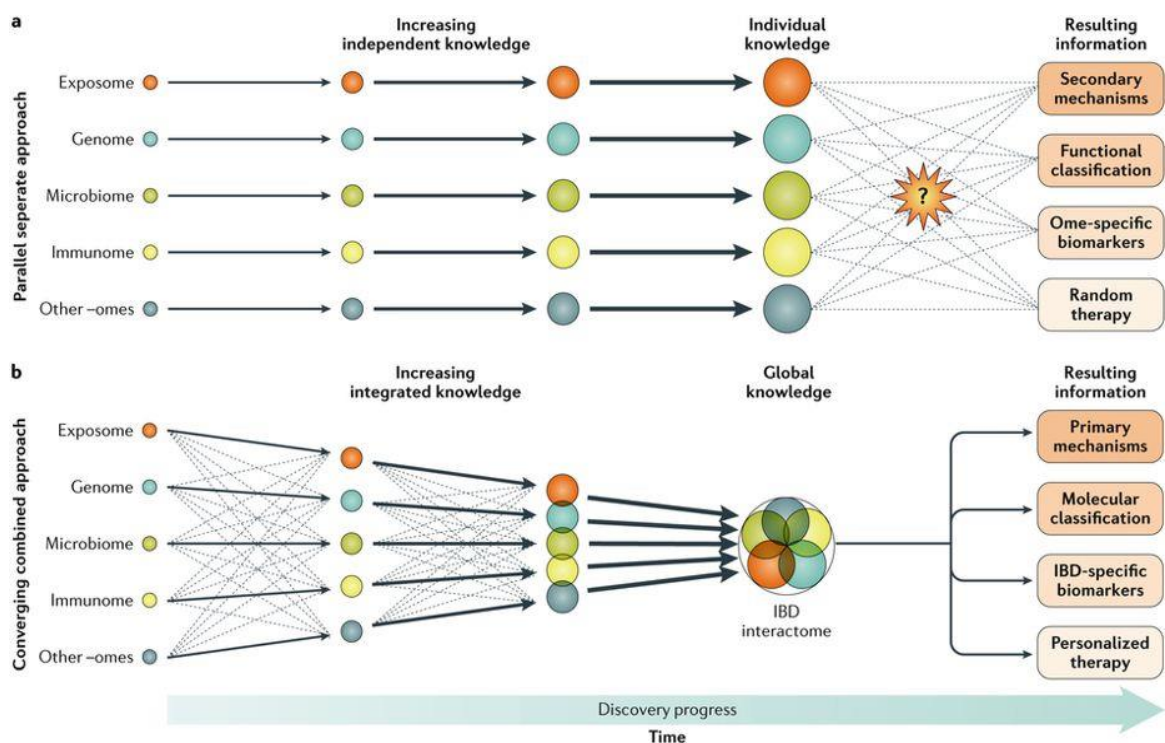 a
Increasing
independent knowledge
Individual
knowledge
Resulting
information
Parallel seperate approach
Exposome
Genome
Microbiome
Immunome
Other –omes
?
Secondary
mechanisms
Functional
classification
Ome-specific
biomarkers
Random
therapy
b
Increasing
integrated knowledge
Global
knowledge
Resulting
information
Converging combined approach
Exposome
Genome
Microbiome
Immunome
Other –omes
IBD
interactome
Primary
mechanisms
Molecular
classification
IBD-specific
biomarkers
Personalized
therapy
Discovery progress
Time